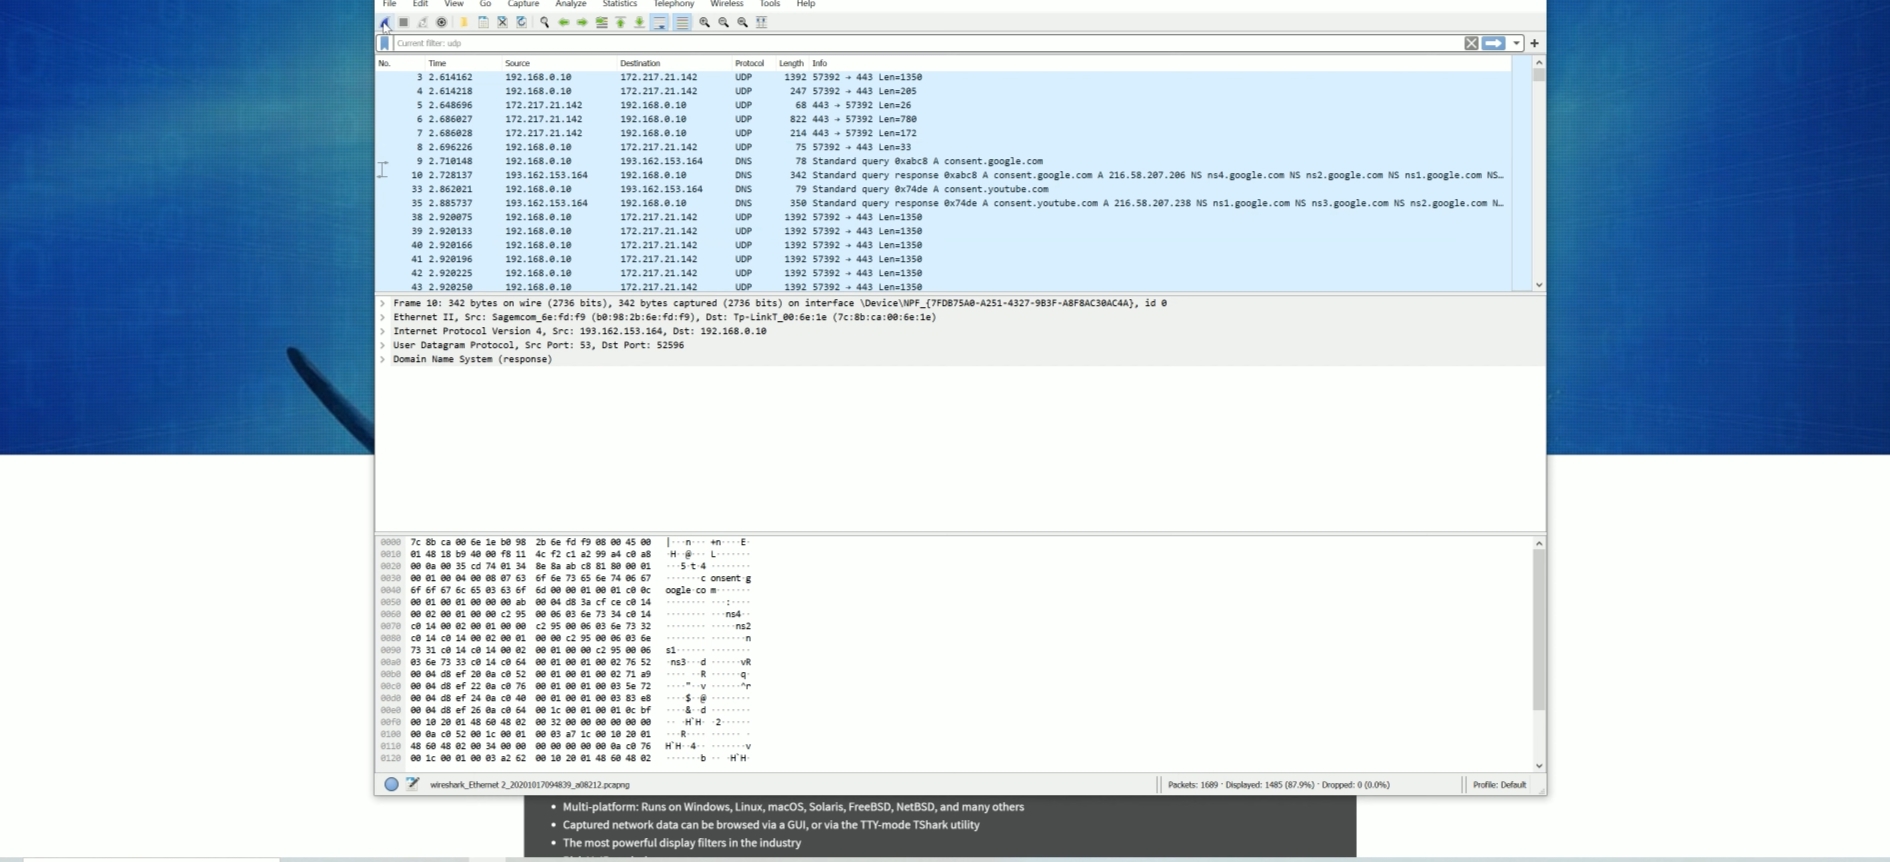 File Edit View Go Capture Analyze Statistics Telephony Wireless Tools Help
Current filter: udp
No. Time Source Destination Protocol Length Info
3 2.614162 192.168.0.10 172.217.21.142 UDP 1392 57392 → 443 Len=1350
4 2.614218 192.168.0.10 172.217.21.142 UDP 247 57392 → 443 Len=205
5 2.648696 172.217.21.142 192.168.0.10 UDP 68 443 → 57392 Len=26
6 2.686027 172.217.21.142 192.168.0.10 UDP 822 443 → 57392 Len=780
7 2.686028 172.217.21.142 192.168.0.10 UDP 214 443 → 57392 Len=172
8 2.696226 192.168.0.10 172.217.21.142 UDP 75 57392 → 443 Len=33
9 2.710148 192.168.0.10 193.162.153.164 DNS 78 Standard query 0xabc8 A consent.google.com
10 2.728137 193.162.153.164 192.168.0.10 DNS 342 Standard query response 0xabc8 A consent.google.com A 216.58.207.206 NS ns4.google.com NS ns2.google.com NS ns1.google.com NS…
33 2.862021 192.168.0.10 193.162.153.164 DNS 79 Standard query 0x74de A consent.youtube.com
35 2.885737 193.162.153.164 192.168.0.10 DNS 350 Standard query response 0x74de A consent.youtube.com A 216.58.207.238 NS ns1.google.com NS ns3.google.com NS ns2.google.com N…
38 2.920075 192.168.0.10 172.217.21.142 UDP 1392 57392 → 443 Len=1350
39 2.920133 192.168.0.10 172.217.21.142 UDP 1392 57392 → 443 Len=1350
40 2.920166 192.168.0.10 172.217.21.142 UDP 1392 57392 → 443 Len=1350
41 2.920196 192.168.0.10 172.217.21.142 UDP 1392 57392 → 443 Len=1350
42 2.920225 192.168.0.10 172.217.21.142 UDP 1392 57392 → 443 Len=1350
43 2.920250 192.168.0.10 172.217.21.142 UDP 1392 57392 → 443 Len=1350
Frame 10: 342 bytes on wire (2736 bits), 342 bytes captured (2736 bits) on interface \Device\NPF_{7FDB75A0-A251-4327-9B3F-A8F8AC30AC4A}, id 0
Ethernet II, Src: Sagemcom_6e:fd:f9 (b0:98:2b:6e:fd:f9), Dst: Tp-LinkT_00:6e:1e (7c:8b:ca:00:6e:1e)
Internet Protocol Version 4, Src: 193.162.153.164, Dst: 192.168.0.10
User Datagram Protocol, Src Port: 53, Dst Port: 52596
Domain Name System (response)
0000 7c 8b ca 00 6e 1e b0 98 2b 6e fd f9 08 00 45 00 |···n··· +n····E·
0010 01 48 18 b9 40 00 f8 11 4c f2 c1 a2 99 a4 c0 a8 ·H··@··· L·······
0020 00 0a 00 35 cd 74 01 34 8e 8a ab c8 81 80 00 01 ···5·t·4 ········
0030 00 01 00 04 00 08 07 63 6f 6e 73 65 6e 74 06 67 ·······c onsent·g
0040 6f 6f 67 6c 65 03 63 6f 6d 00 00 01 00 01 c0 0c oogle·co m·······
0050 00 01 00 01 00 00 00 ab 00 04 d8 3a cf ce c0 14 ········ ···:····
0060 00 02 00 01 00 00 c2 95 00 06 03 6e 73 34 c0 14 ········ ···ns4··
0070 c0 14 00 02 00 01 00 00 c2 95 00 06 03 6e 73 32 ········ ·····ns2
0080 c0 14 c0 14 00 02 00 01 00 00 c2 95 00 06 03 6e ········ ·······n
0090 73 31 c0 14 c0 14 00 02 00 01 00 00 c2 95 00 06 s1······ ········
00a0 03 6e 73 33 c0 14 c0 64 00 01 00 01 00 02 76 52 ·ns3···d ······vR
00b0 00 04 d8 ef 20 0a c0 52 00 01 00 01 00 02 71 a9 ···· ··R ······q·
00c0 00 04 d8 ef 22 0a c0 76 00 01 00 01 00 03 5e 72 ····"··v ······^r
00d0 00 04 d8 ef 24 0a c0 40 00 01 00 01 00 03 83 e8 ····$··@ ········
00e0 00 04 d8 ef 26 0a c0 64 00 1c 00 01 00 01 0c bf ····&··d ········
00f0 00 10 20 01 48 60 48 02 00 32 00 00 00 00 00 00 ·· ·H`H· ·2······
0100 00 0a c0 52 00 1c 00 01 00 03 a7 1c 00 10 20 01 ···R···· ······ ·
0110 48 60 48 02 00 34 00 00 00 00 00 00 00 0a c0 76 H`H··4·· ·······v
0120 00 1c 00 01 00 03 a2 62 00 10 20 01 48 60 48 02 ·······b ·· ·H`H·
wireshark_Ethernet 2_20201017094839_a08212.pcapng Packets: 1689 · Displayed: 1485 (87.9%) · Dropped: 0 (0.0%) Profile: Default
• Multi-platform: Runs on Windows, Linux, macOS, Solaris, FreeBSD, NetBSD, and many others
• Captured network data can be browsed via a GUI, or via the TTY-mode TShark utility
• The most powerful display filters in the industry